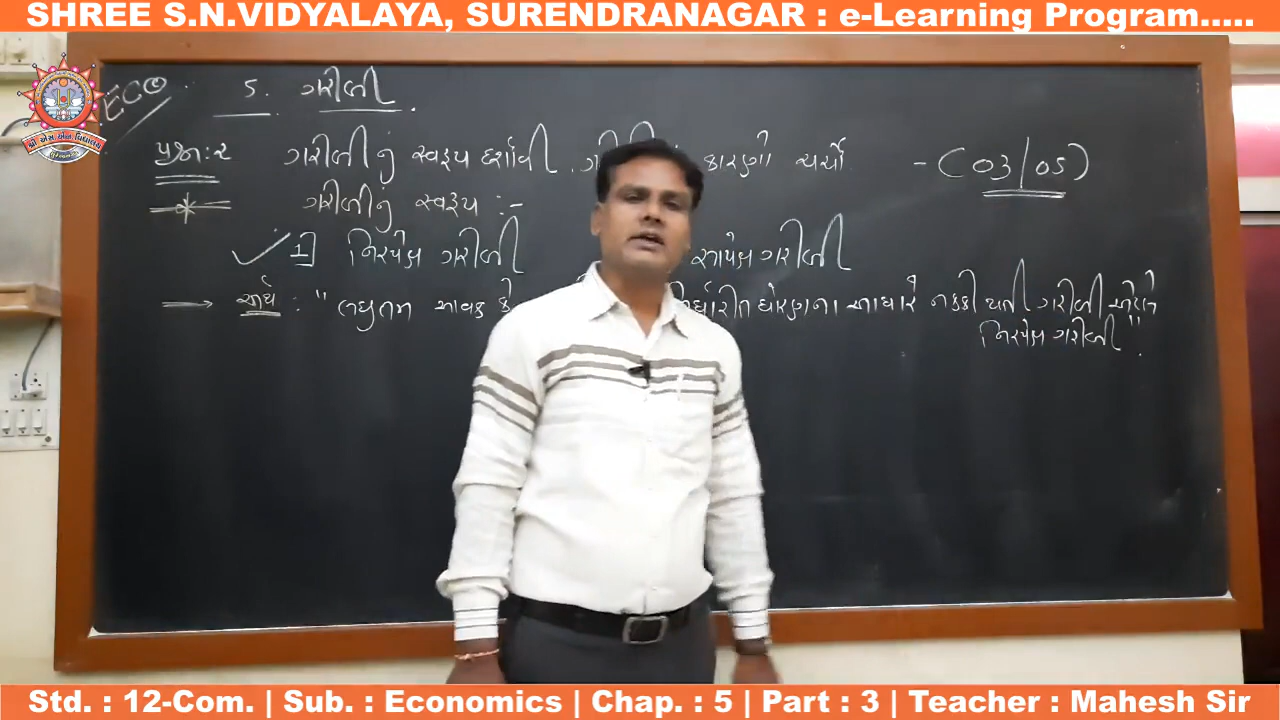 SHREE S.N.VIDYALAYA, SURENDRANAGAR : e-Learning Program.....
ECO
5. ગરીબી
પ્રશ્ન:૨ ગરીબીનું સ્વરૂપ દર્શાવી, કારણો ચર્ચો - (03/05)
ગરીબીનું સ્વરૂપ :-
1] નિરપેક્ષ ગરીબી સાપેક્ષ ગરીબી
→ અર્થ : "લઘુતમ આવક કે નિર્ધારીત ધોરણના આધારે નક્કી થતી ગરીબી એટલે
નિરપેક્ષ ગરીબી".
Std. : 12-Com. | Sub. : Economics | Chap. : 5 | Part : 3 | Teacher : Mahesh Sir